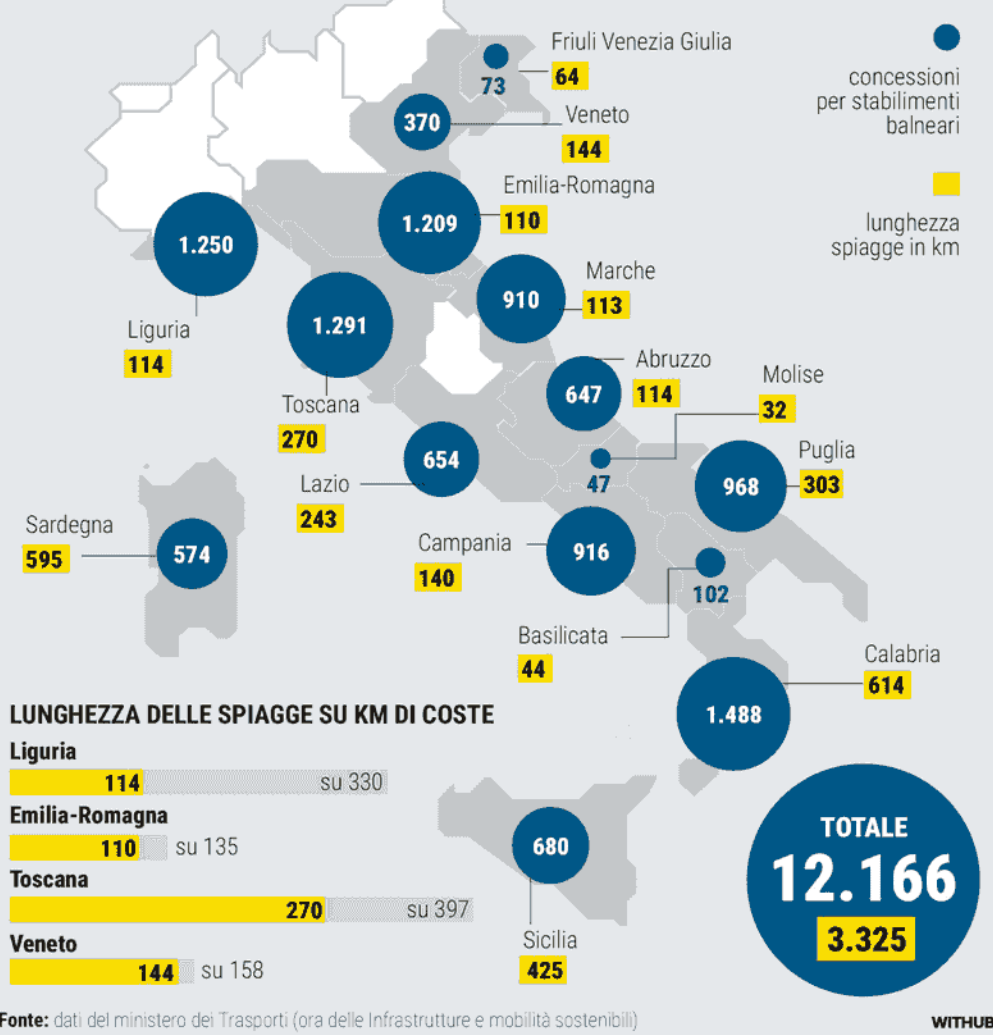 Friuli Venezia Giulia
73
64
concessioni
per stabilimenti
balneari
370
Veneto
144
Emilia-Romagna
1.209
110
lunghezza
spiagge in km
1.250
Liguria
114
Marche
910
113
1.291
Toscana
270
Abruzzo
647
114
Molise
32
47
654
Lazio
243
Puglia
968
303
Sardegna
595
574
Campania
916
140
102
Basilicata
44
Calabria
614
1.488
LUNGHEZZA DELLE SPIAGGE SU KM DI COSTE
Liguria
114 su 330
Emilia-Romagna
110 su 135
Toscana
270 su 397
Veneto
144 su 158
680
Sicilia
425
TOTALE
12.166
3.325
Fonte: dati del ministero dei Trasporti (ora delle Infrastrutture e mobilità sostenibili)
WITHUB